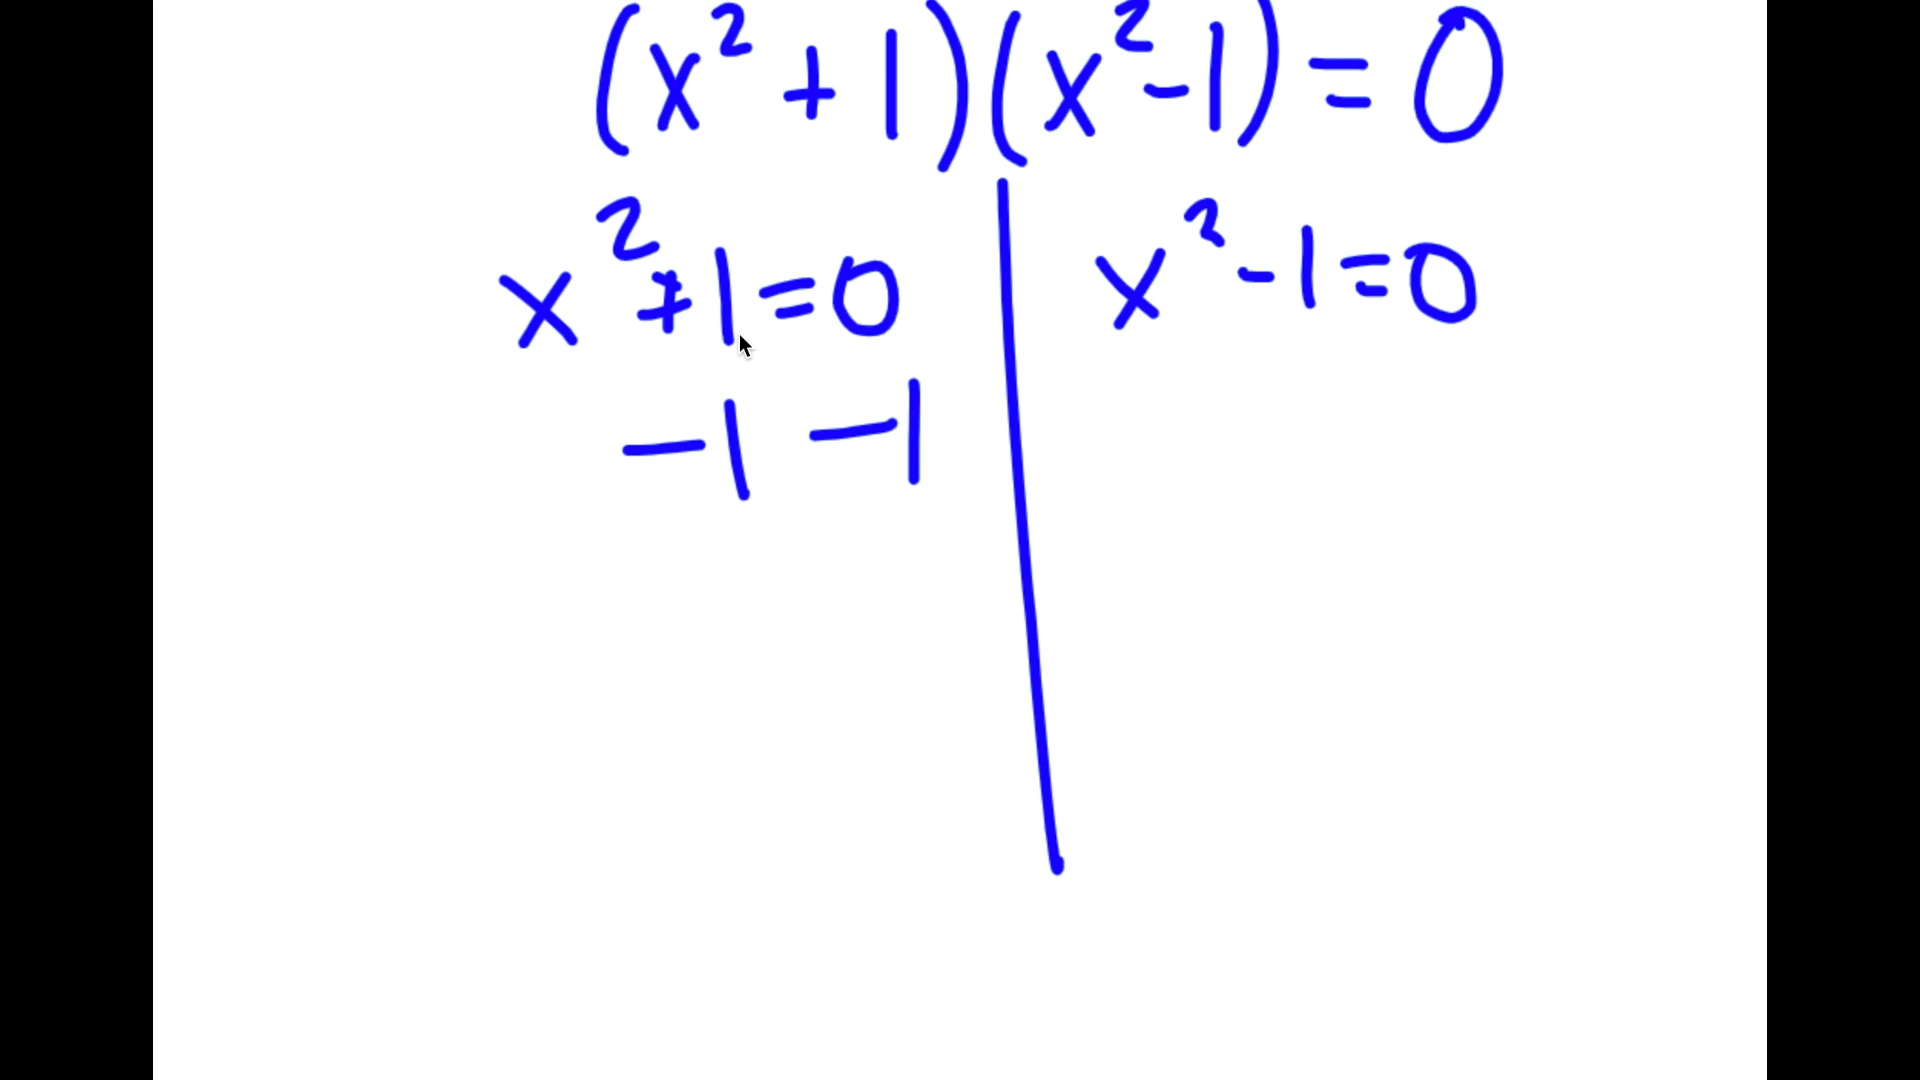 (x²+1)(x²-1)=0
x²+1=0
x²-1=0
-1 -1